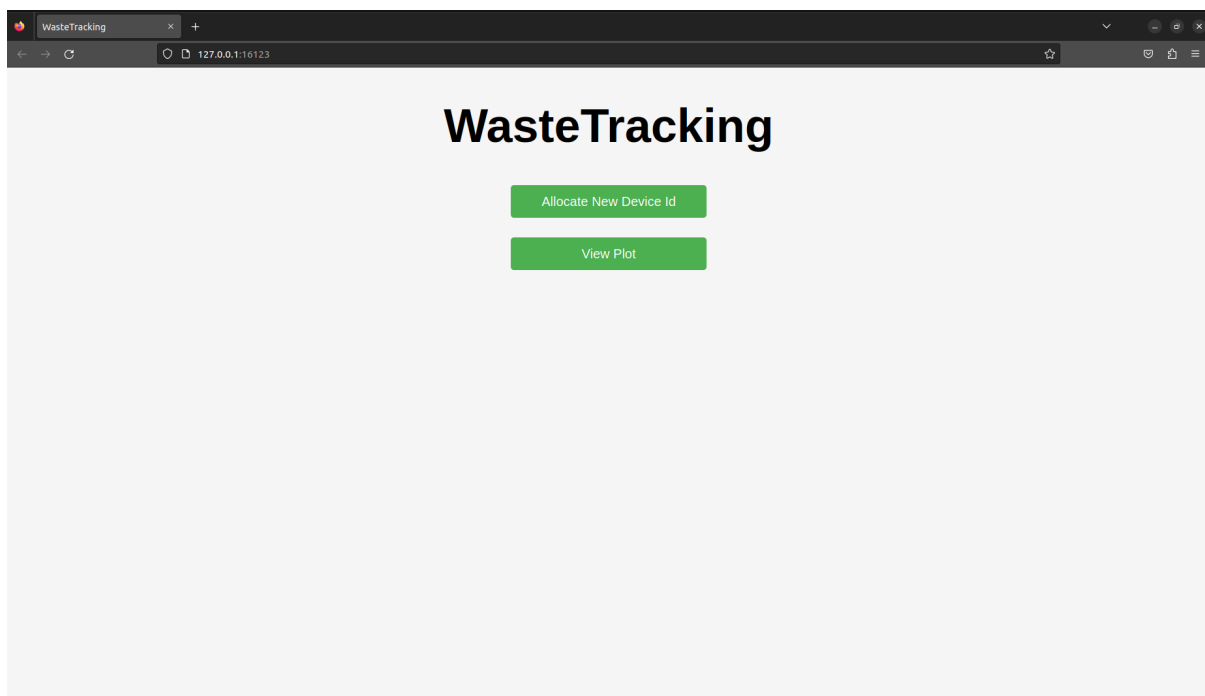 WasteTracking
127.0.0.1:16123
WasteTracking
Allocate New Device Id
View Plot